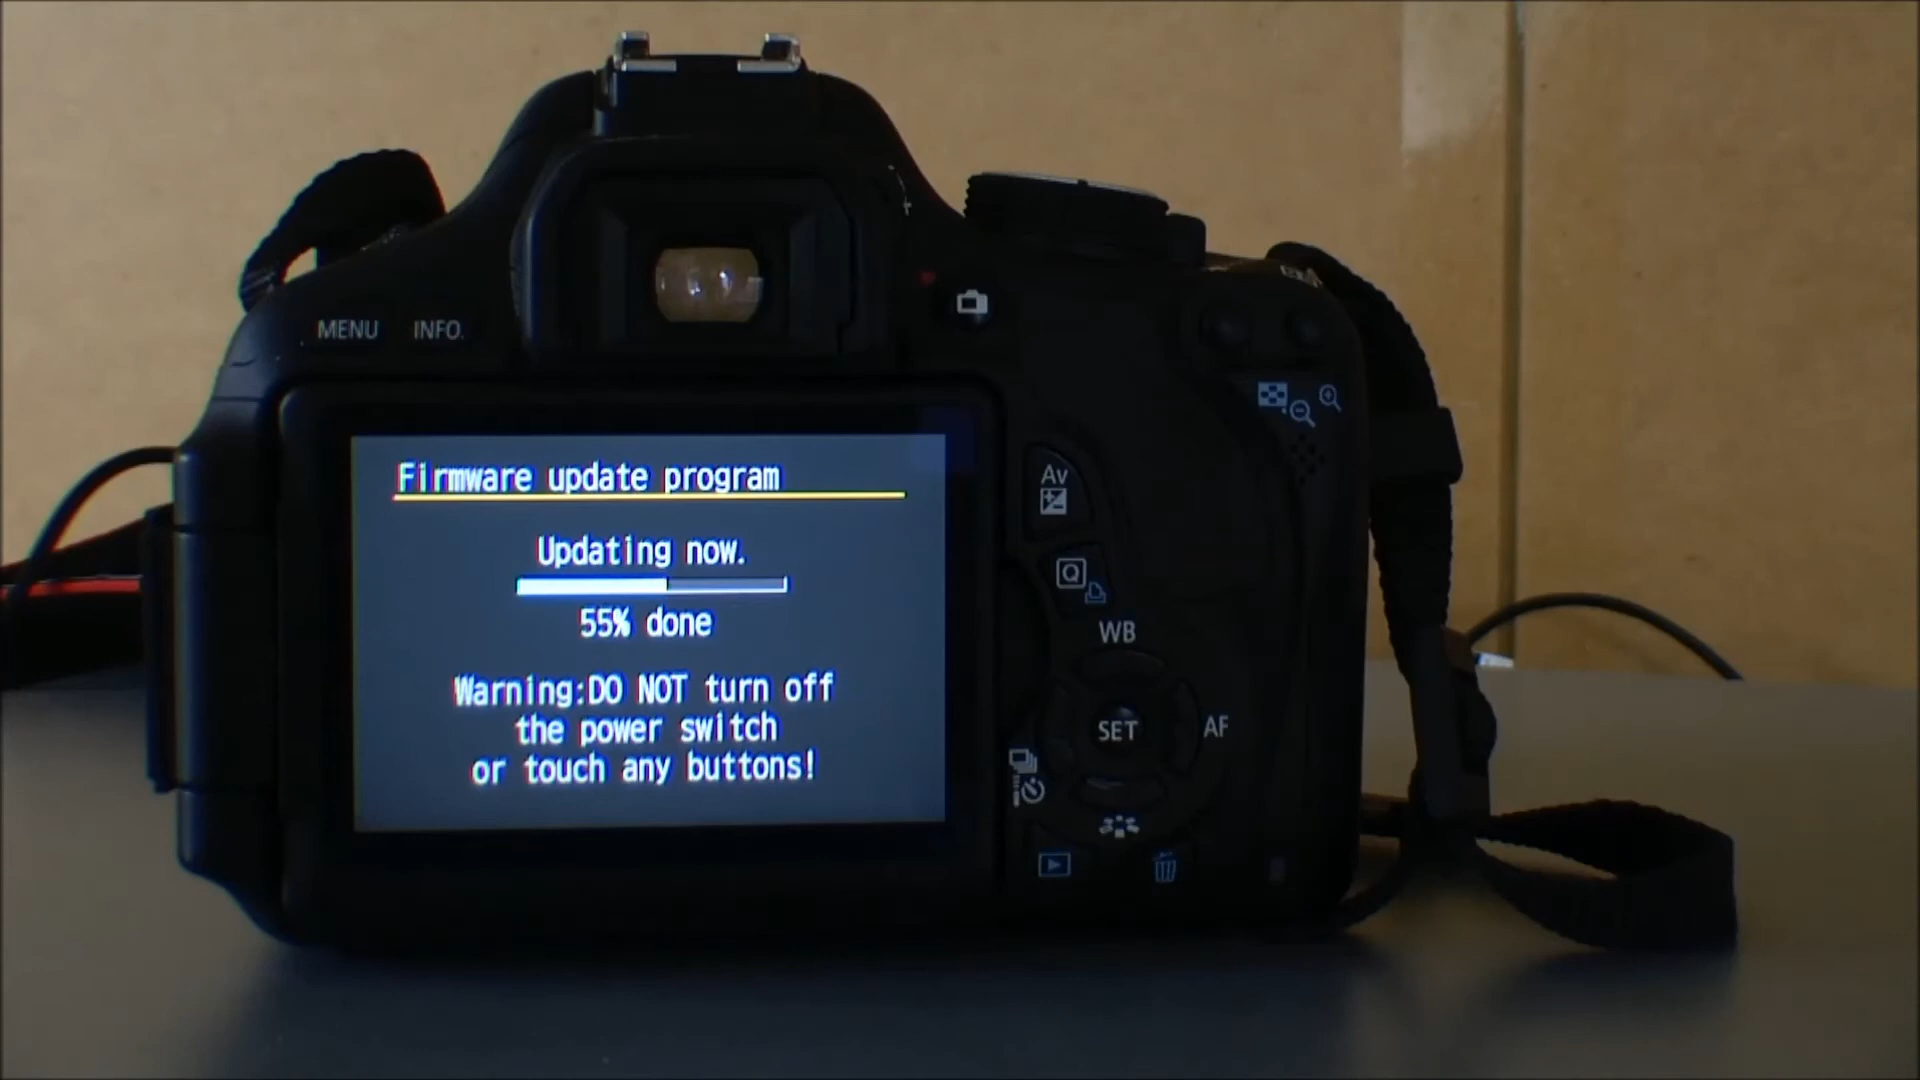 MENU INFO.
Firmware update program
Updating now.
55% done
Warning:DO NOT turn off
the power switch
or touch any buttons!
Av
Q
WB
SET
AF